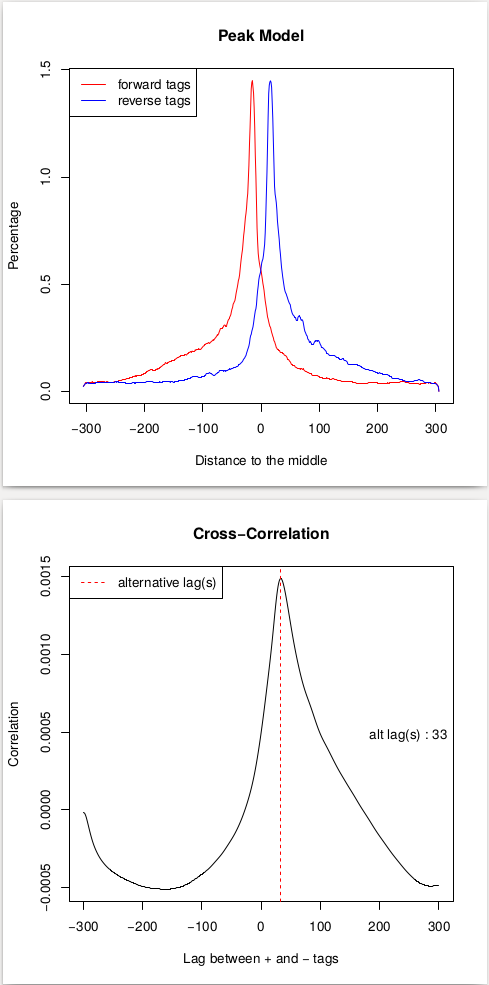 Peak Model
forward tags
reverse tags
Percentage
0.0
0.5
1.0
1.5
−300 −200 −100 0 100 200 300
Distance to the middle
Cross−Correlation
alternative lag(s)
alt lag(s) : 33
Correlation
−0.0005
0.0000
0.0005
0.0010
0.0015
−300 −200 −100 0 100 200 300
Lag between + and − tags